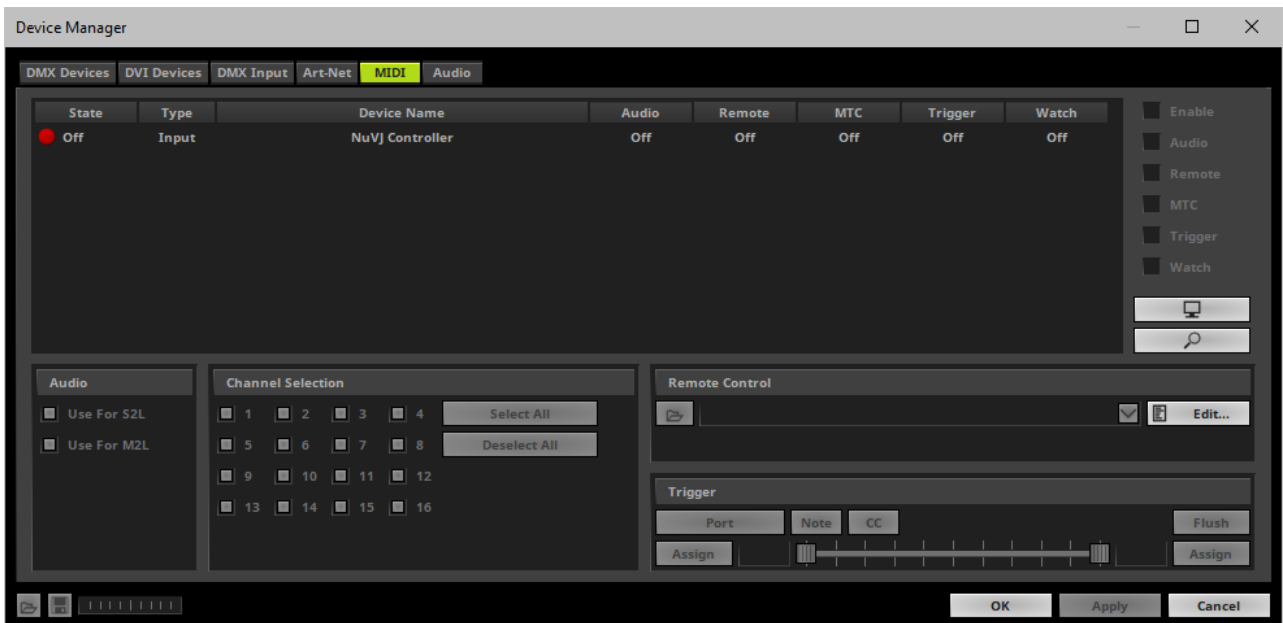 Device Manager
DMX Devices DVI Devices DMX Input Art-Net MIDI Audio
State Type Device Name Audio Remote MTC Trigger Watch
Off Input NuVJ Controller Off Off Off Off Off
Enable
Audio
Remote
MTC
Trigger
Watch
Audio
Use For S2L
Use For M2L
Channel Selection
1 2 3 4 Select All
5 6 7 8 Deselect All
9 10 11 12
13 14 15 16
Remote Control
Edit...
Trigger
Port Note CC Flush
Assign Assign
OK Apply Cancel